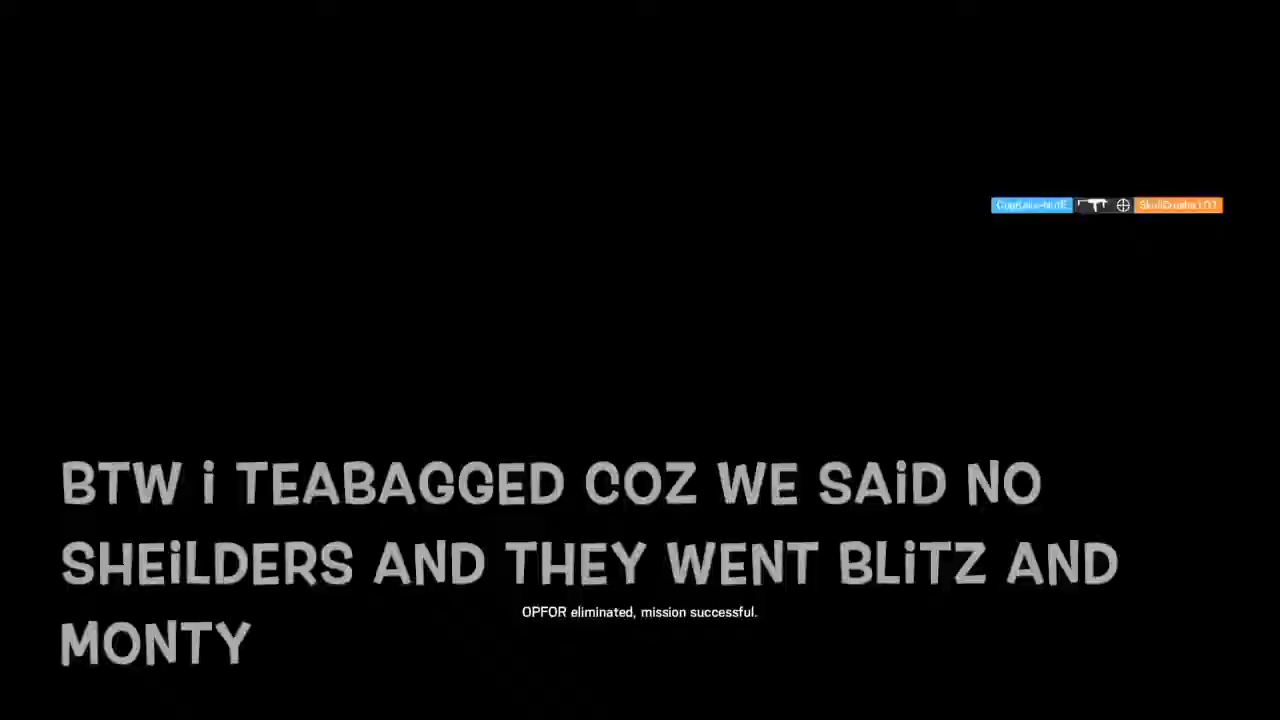 BTW i TEABAGGED COZ WE SAiD NO
SHEiLDERS AND THEY WENT BLiTZ AND
OPFOR eliminated, mission successful.
MONTY